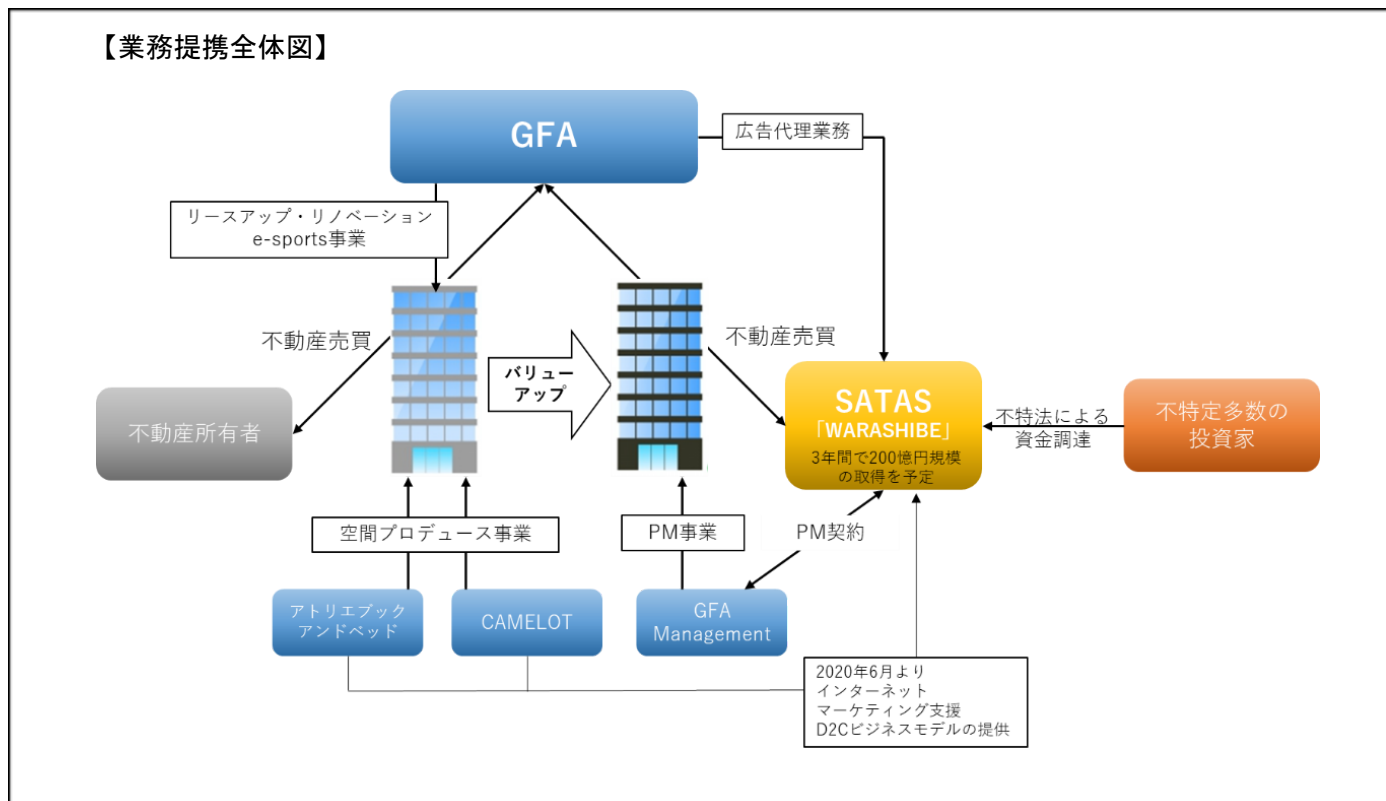 【業務提携全体図】
GFA
広告代理業務
リースアップ・リノベーション
e-sports事業
不動産売買
バリュー
アップ
不動産売買
不動産所有者
SATAS
「WARASHIBE」
3年間で200憶円規模
の取得を予定
不特法による
資金調達
不特定多数の
投資家
空間プロデュース事業
PM事業
PM契約
アトリエブック
アンドベッド
CAMELOT
GFA
Management
2020年6月より
インターネット
マーケティング支援
D2Cビジネスモデルの提供